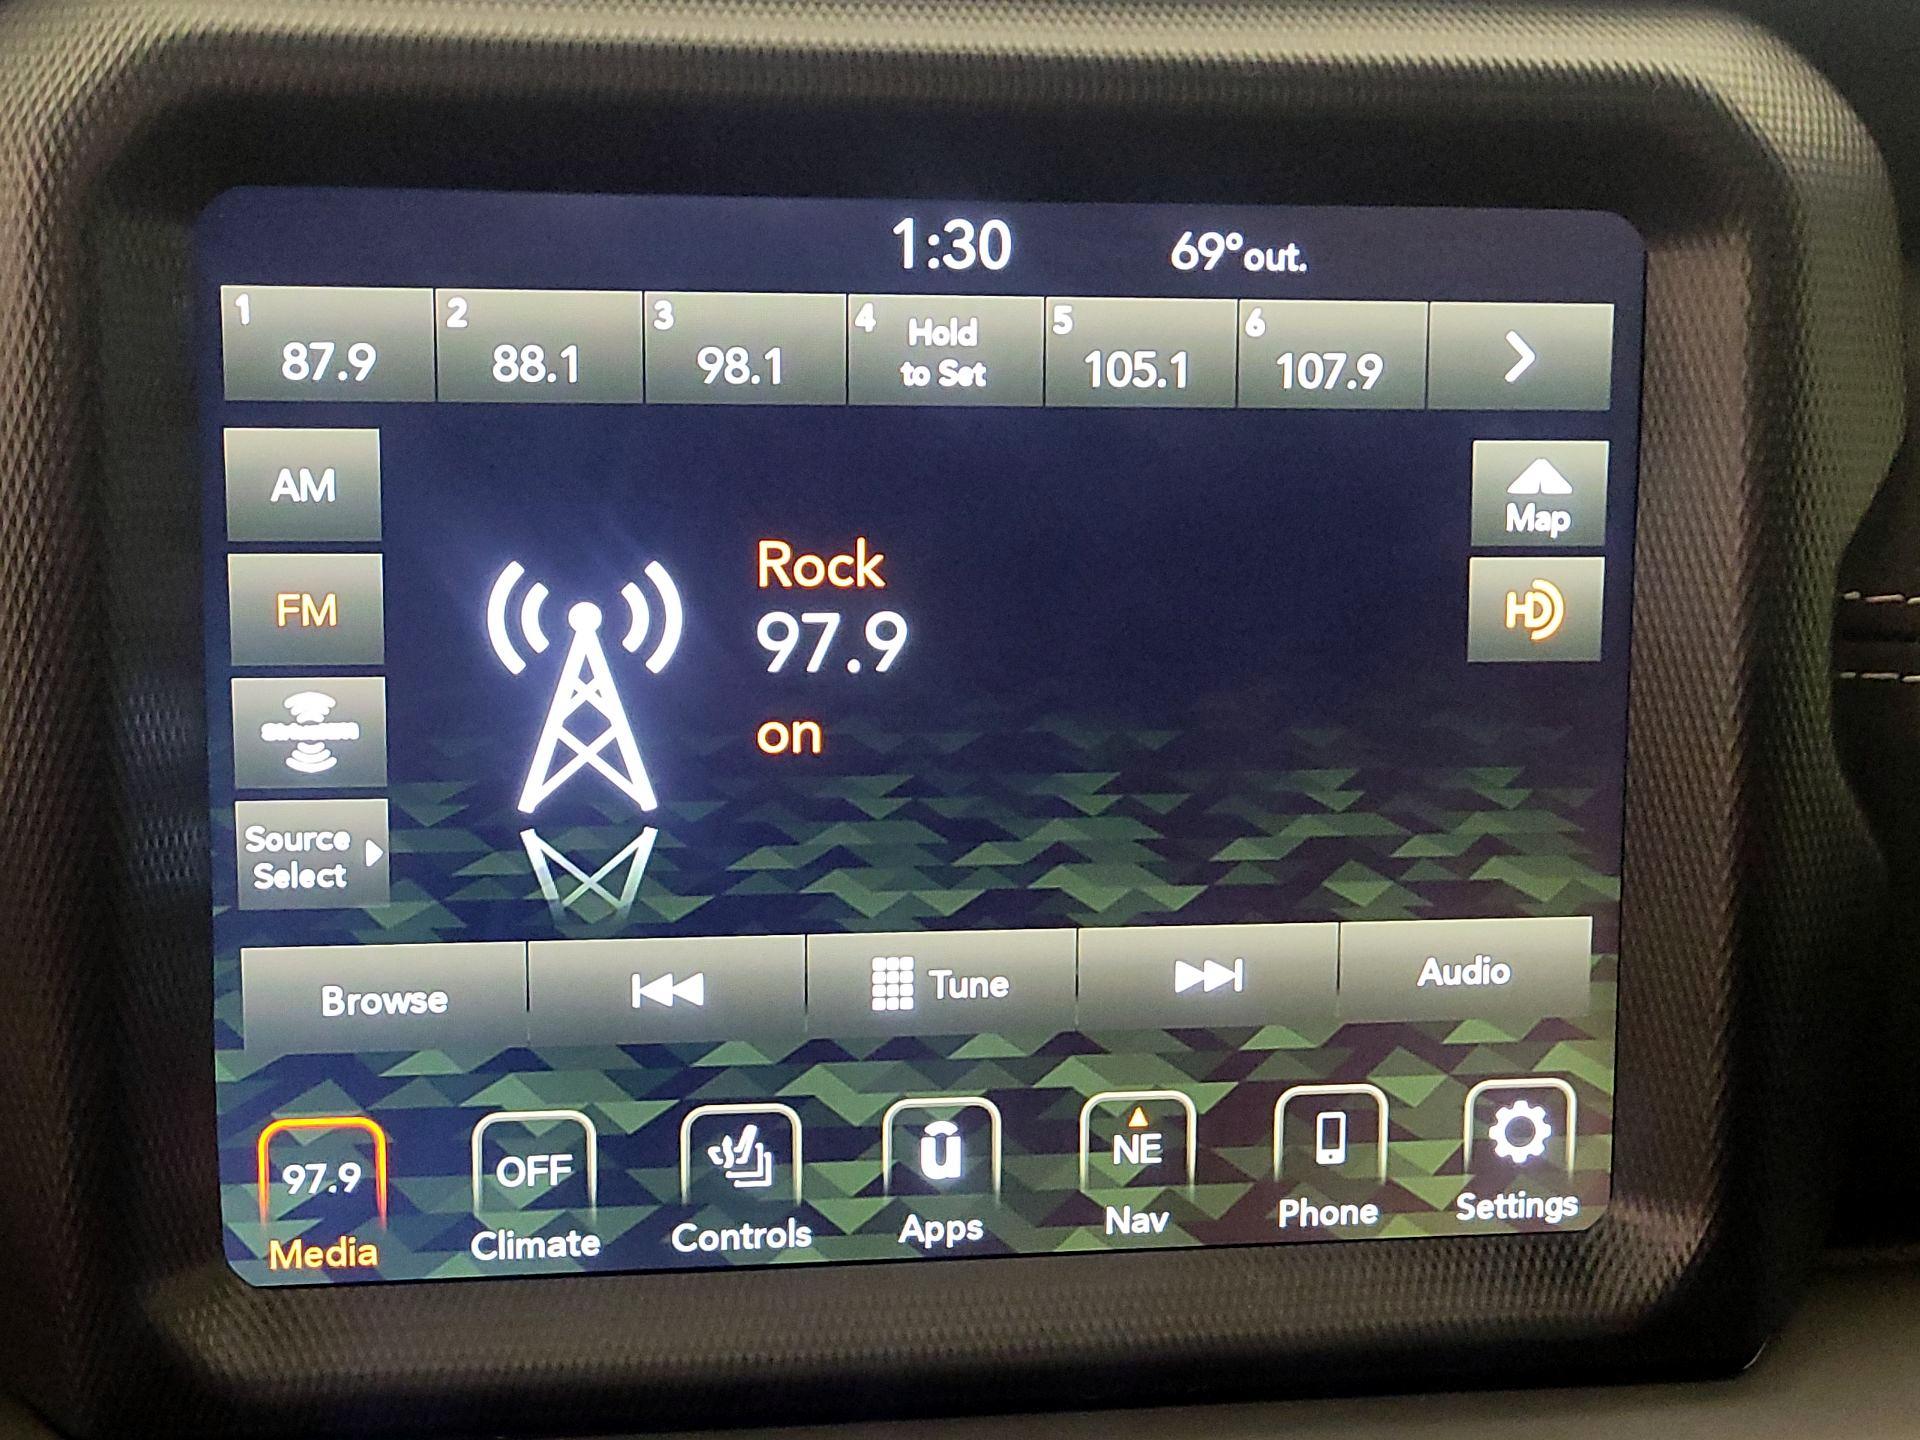 1:30 69°out.
1 2 3 4 Hold 5 6
87.9 88.1 98.1 to Set 105.1 107.9
AM
Map
Rock
FM
97.9
HD
on
Source
Select
Browse
Tune
Audio
97.9 OFF u NE
Media Climate Controls Apps Nav Phone Settings